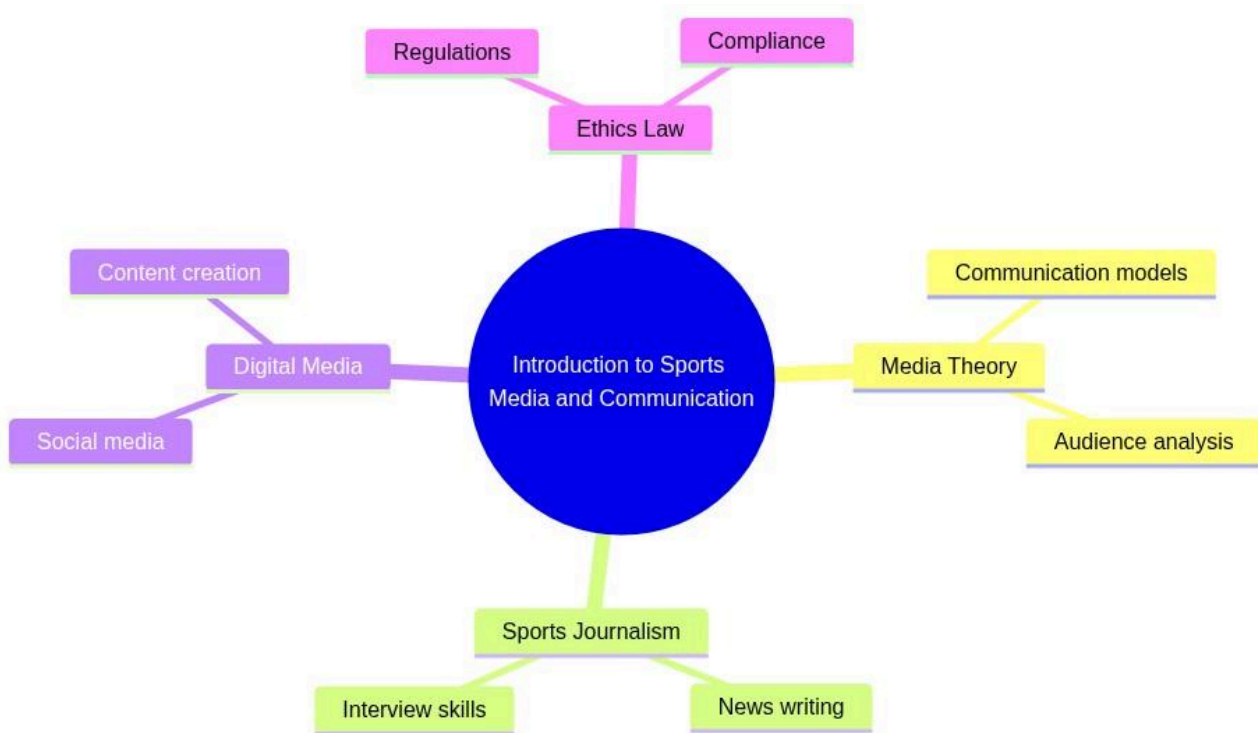 Regulations
Compliance
Ethics Law
Content creation
Communication models
Digital Media
Introduction to Sports
Media and Communication
Media Theory
Social media
Audience analysis
Sports Journalism
Interview skills
News writing